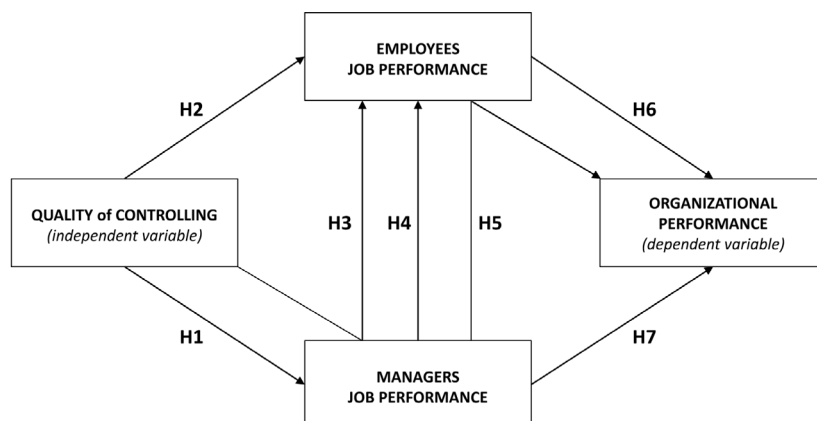 EMPLOYEES
JOB PERFORMANCE
H2
H6
QUALITY of CONTROLLING
(independent variable)
H3
H4
H5
ORGANIZATIONAL
PERFORMANCE
(dependent variable)
H1
H7
MANAGERS
JOB PERFORMANCE